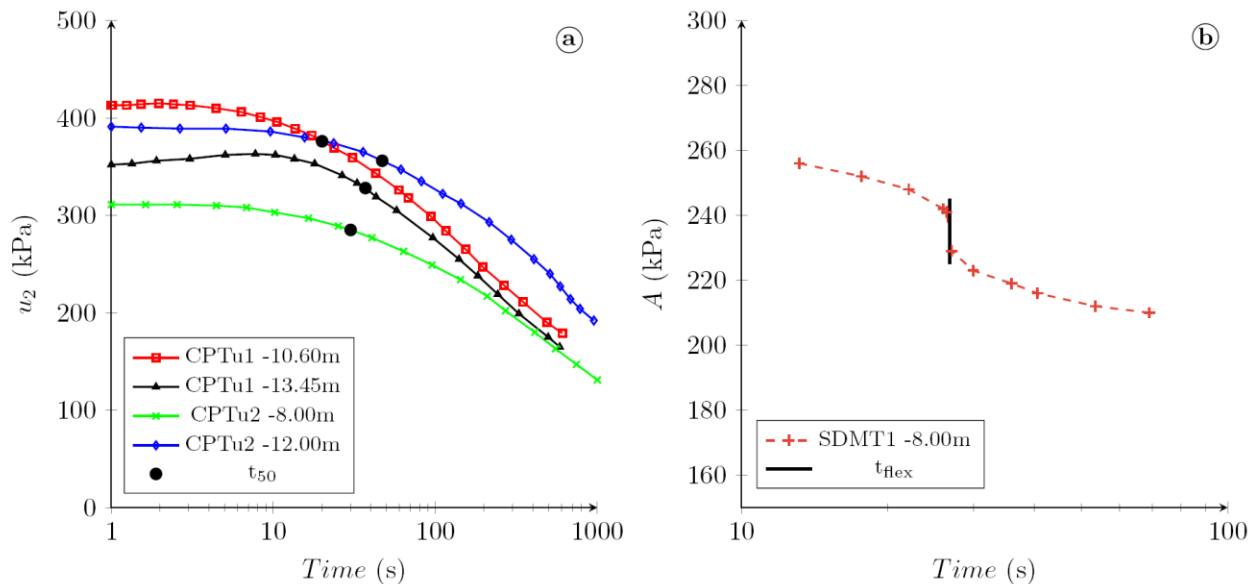 500
400
300
200
100
0
u₂ (kPa)
ⓐ
CPTu1 -10.60m
CPTu1 -13.45m
CPTu2 -8.00m
CPTu2 -12.00m
t₅₀
1 10 100 1000
Time (s)
300
280
260
240
220
200
180
160
A (kPa)
ⓑ
SDMT1 -8.00m
t_flex
10 100
Time (s)